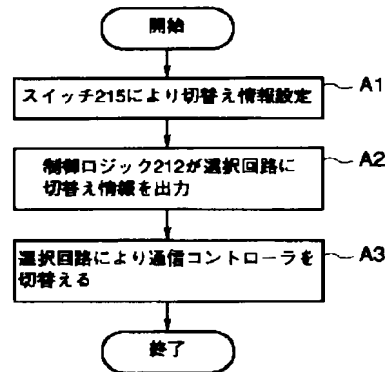 開始
スイッチ215により切替え情報設定
A1
制御ロジック212が選択回路に
切替え情報を出力
A2
選択回路により通信コントローラを
切替える
A3
終了